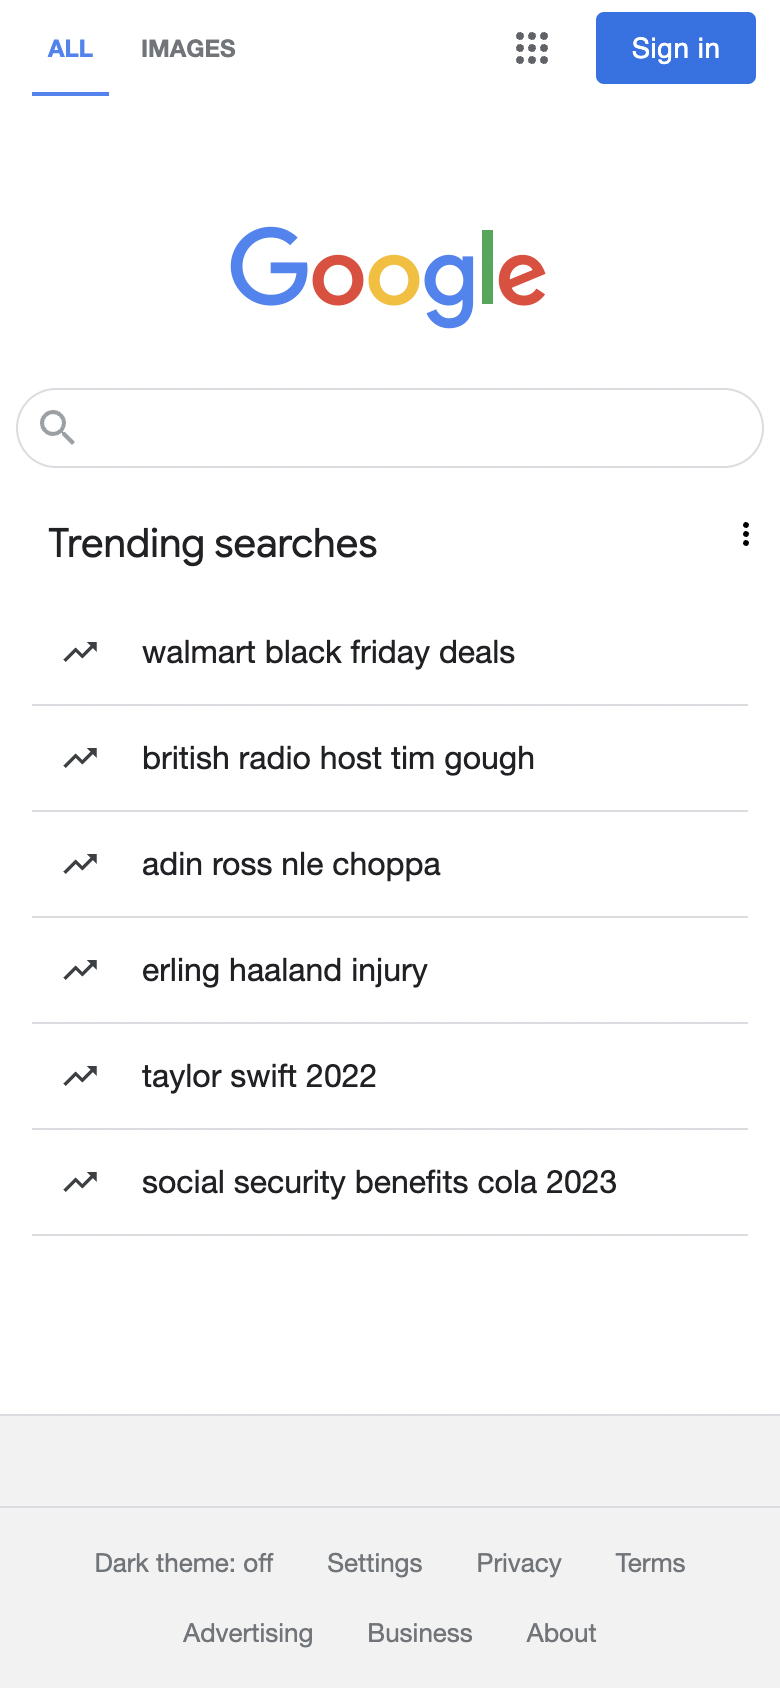 ALL IMAGES Sign in
Google
Trending searches
walmart black friday deals
british radio host tim gough
adin ross nle choppa
erling haaland injury
taylor swift 2022
social security benefits cola 2023
Dark theme: off Settings Privacy Terms
Advertising Business About